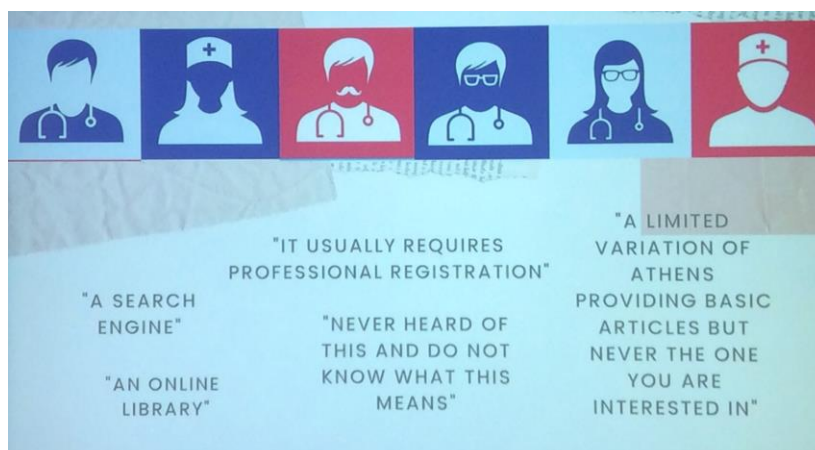 "A SEARCH
ENGINE"
"AN ONLINE
LIBRARY"
"IT USUALLY REQUIRES
PROFESSIONAL REGISTRATION"
"NEVER HEARD OF
THIS AND DO NOT
KNOW WHAT THIS
MEANS"
"A LIMITED
VARIATION OF
ATHENS
PROVIDING BASIC
ARTICLES BUT
NEVER THE ONE
YOU ARE
INTERESTED IN"